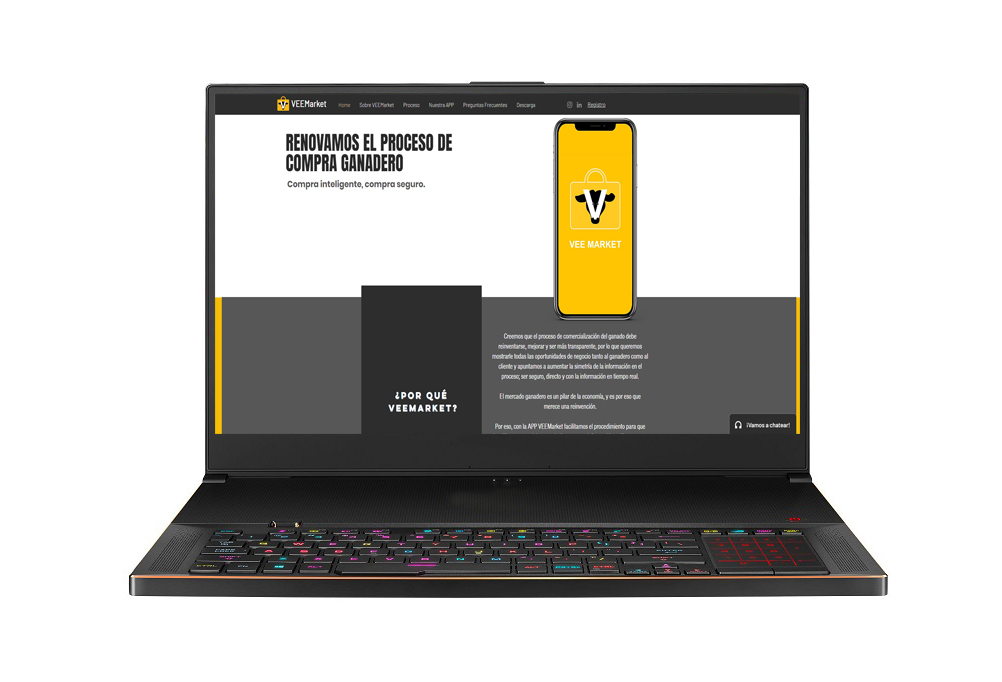 VEEMarket Home Sobre VEEMarket Proceso Nuestra APP Preguntas Frecuentes Descarga in Registro
RENOVAMOS EL PROCESO DE
COMPRA GANADERO
Compra inteligente, compra seguro.
V
VEE MARKET
¿POR QUÉ
VEEMARKET?
Creemos que el proceso de comercialización del ganado debe
reinventarse, mejorar y ser más transparente, por lo que queremos
mostrarle todas las oportunidades de negocio tanto al ganadero como al
cliente y apuntamos a aumentar la simetría de la información en el
proceso; ser seguro, directo y con la información en tiempo real.
El mercado ganadero es un pilar de la economía, y es por eso que
merece una reinvención.
Por eso, con la APP VEEMarket facilitamos el procedimiento para que
¡Vamos a chatear!